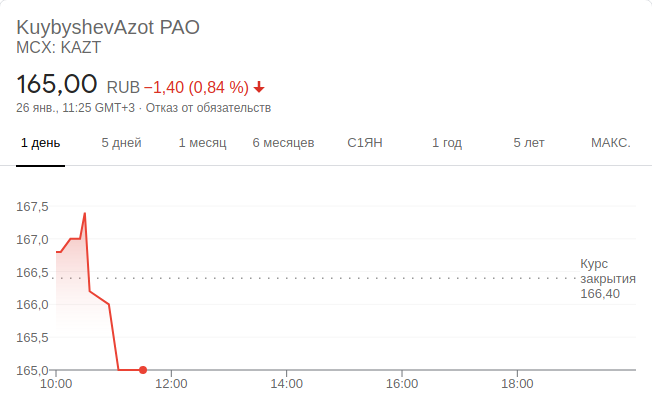 KuybyshevAzot PAO
MCX: KAZT
165,00 RUB −1,40 (0,84 %)
26 янв., 11:25 GMT+3 · Отказ от обязательств
1 день 5 дней 1 месяц 6 месяцев С1ЯН 1 год 5 лет МАКС.
167,5
167,0
166,5
166,0
165,5
165,0
Курс
закрытия
166,40
10:00 12:00 14:00 16:00 18:00